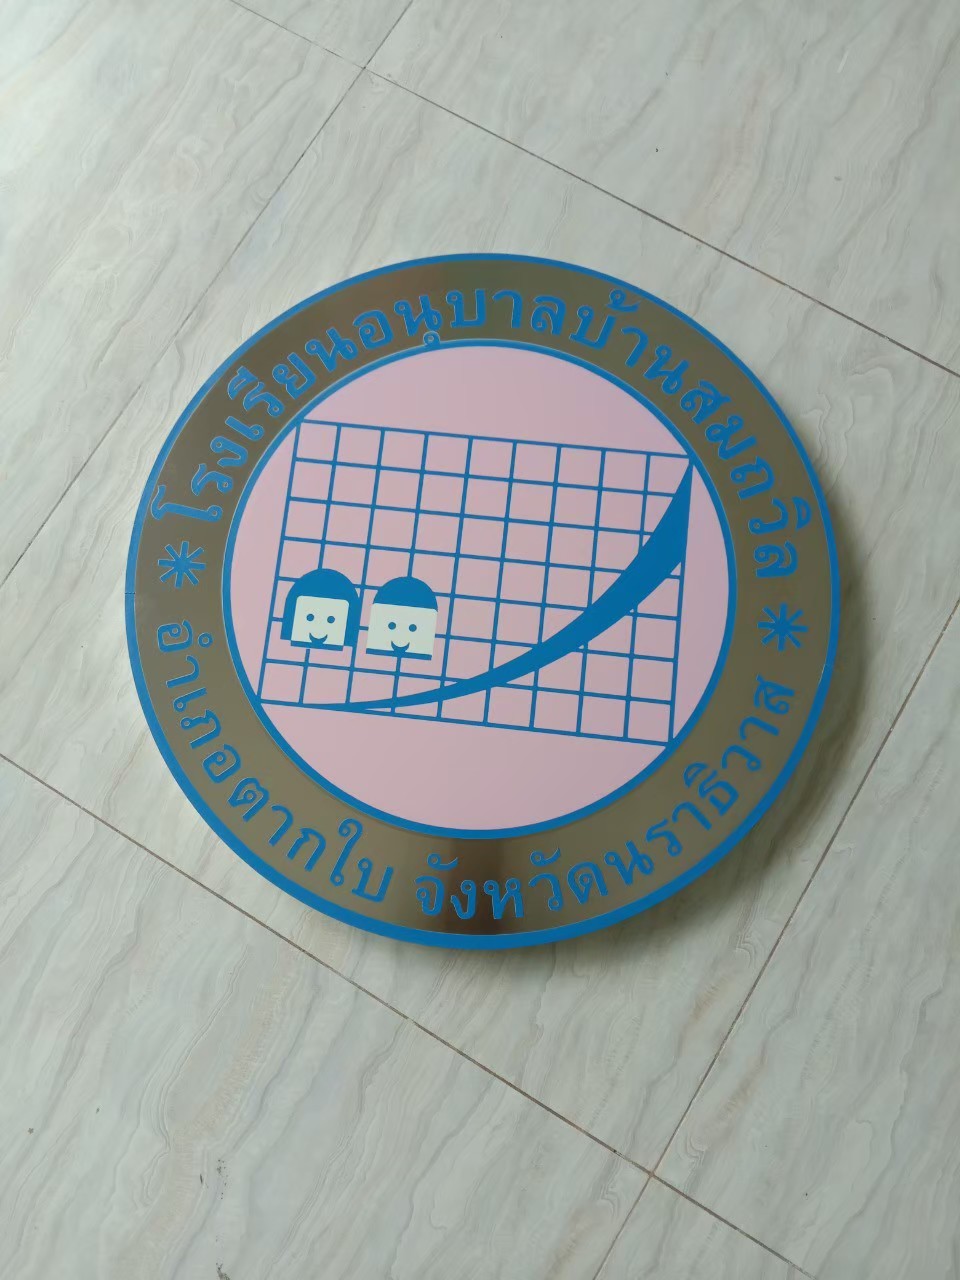 โรงเรียนอนุบาลบ้านสมถวิล
อำเภอตากใบ จังหวัดนราธิวาส